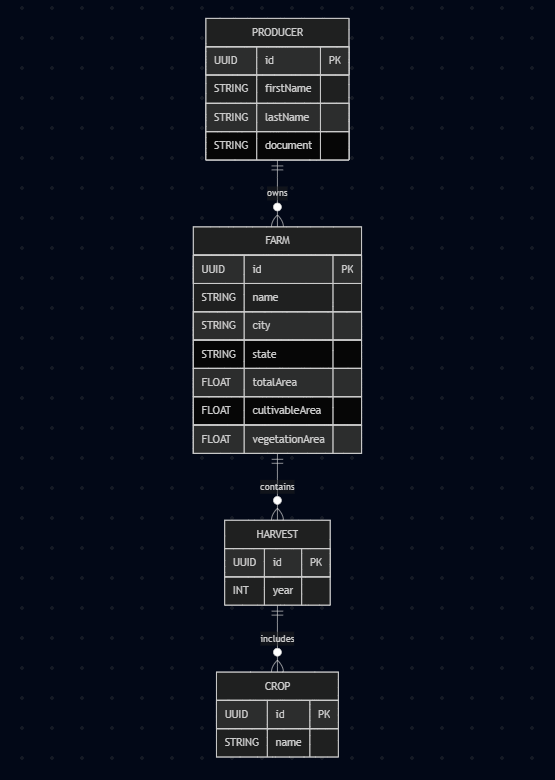 PRODUCER
UUID id PK
STRING firstName
STRING lastName
STRING document
owns
FARM
UUID id PK
STRING name
STRING city
STRING state
FLOAT totalArea
FLOAT cultivableArea
FLOAT vegetationArea
contains
HARVEST
UUID id PK
INT year
includes
CROP
UUID id PK
STRING name